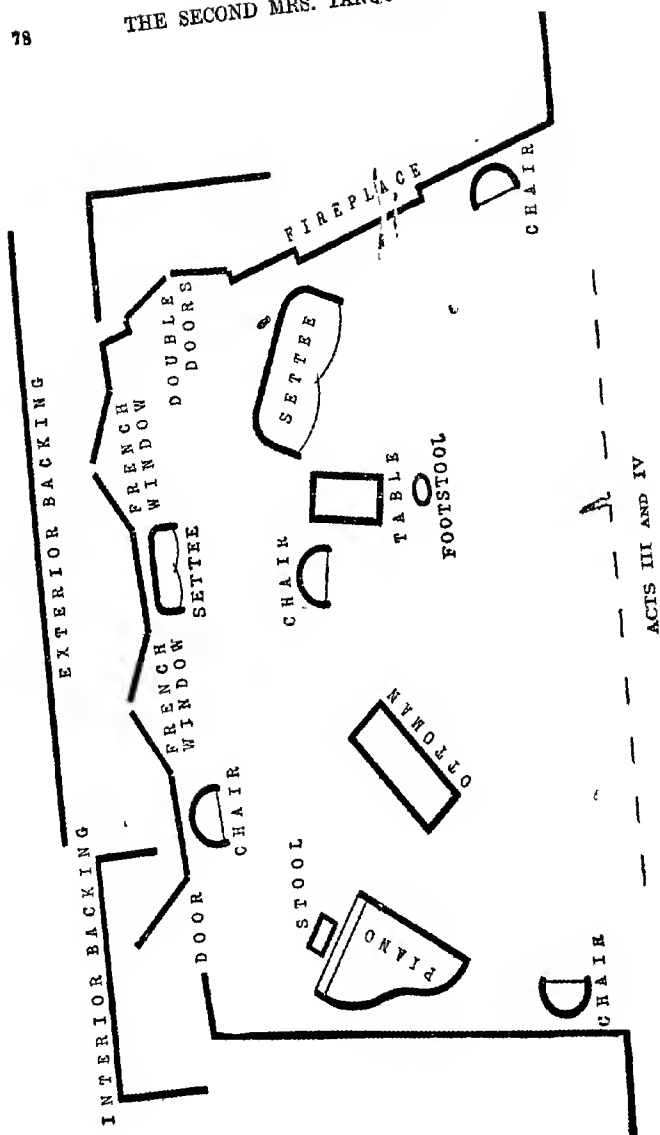 78
THE SECOND MRS.
INTERIOR BACKING
EXTERIOR BACKING
DOOR
FRENCH
WINDOW
FRENCH
WINDOW
DOUBLE
DOORS
CHAIR
SETTEE
FIREPLACE
STOOL
CHAIR
SETTEE
PIANO
OTTOMAN
TABLE
FOOTSTOOL
CHAIR
CHAIR
ACTS III AND IV